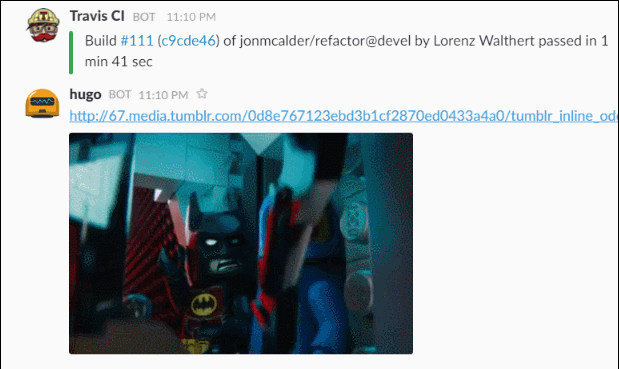 Travis CI BOT 11:10 PM
Build #111 (c9cde46) of jonmcalder/refactor@devel by Lorenz Walthert passed in 1
min 41 sec
hugo BOT 11:10 PM
http://67.media.tumblr.com/0d8e767123ebd3b1cf2870ed0433a4a0/tumblr_inline_od